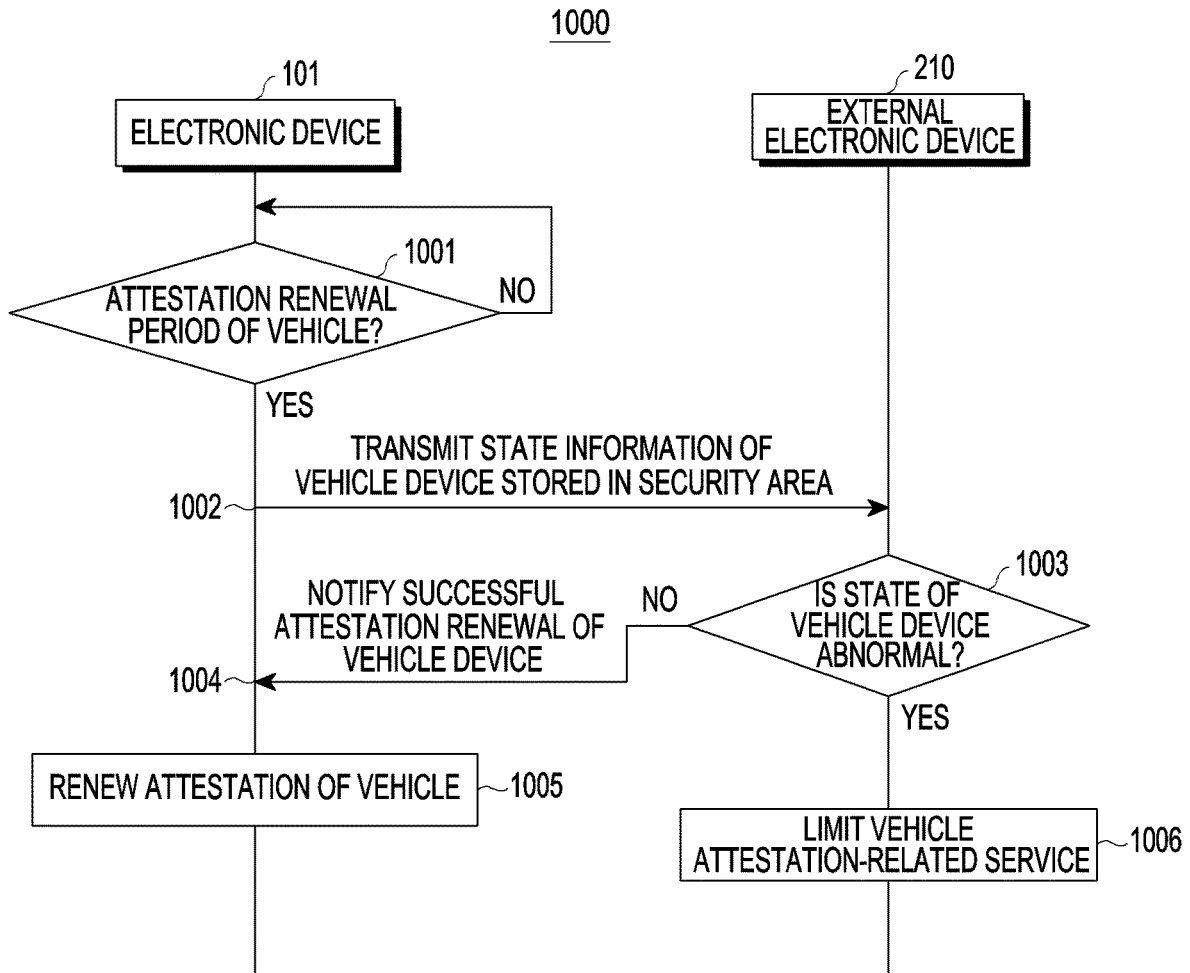 1000
101
210
ELECTRONIC DEVICE
EXTERNAL
ELECTRONIC DEVICE
1001
ATTESTATION RENEWAL
PERIOD OF VEHICLE?
NO
YES
TRANSMIT STATE INFORMATION OF
VEHICLE DEVICE STORED IN SECURITY AREA
1002
1003
IS STATE OF
VEHICLE DEVICE
ABNORMAL?
NO
NOTIFY SUCCESSFUL
ATTESTATION RENEWAL OF
VEHICLE DEVICE
1004
YES
RENEW ATTESTATION OF VEHICLE
1005
LIMIT VEHICLE
ATTESTATION-RELATED SERVICE
1006